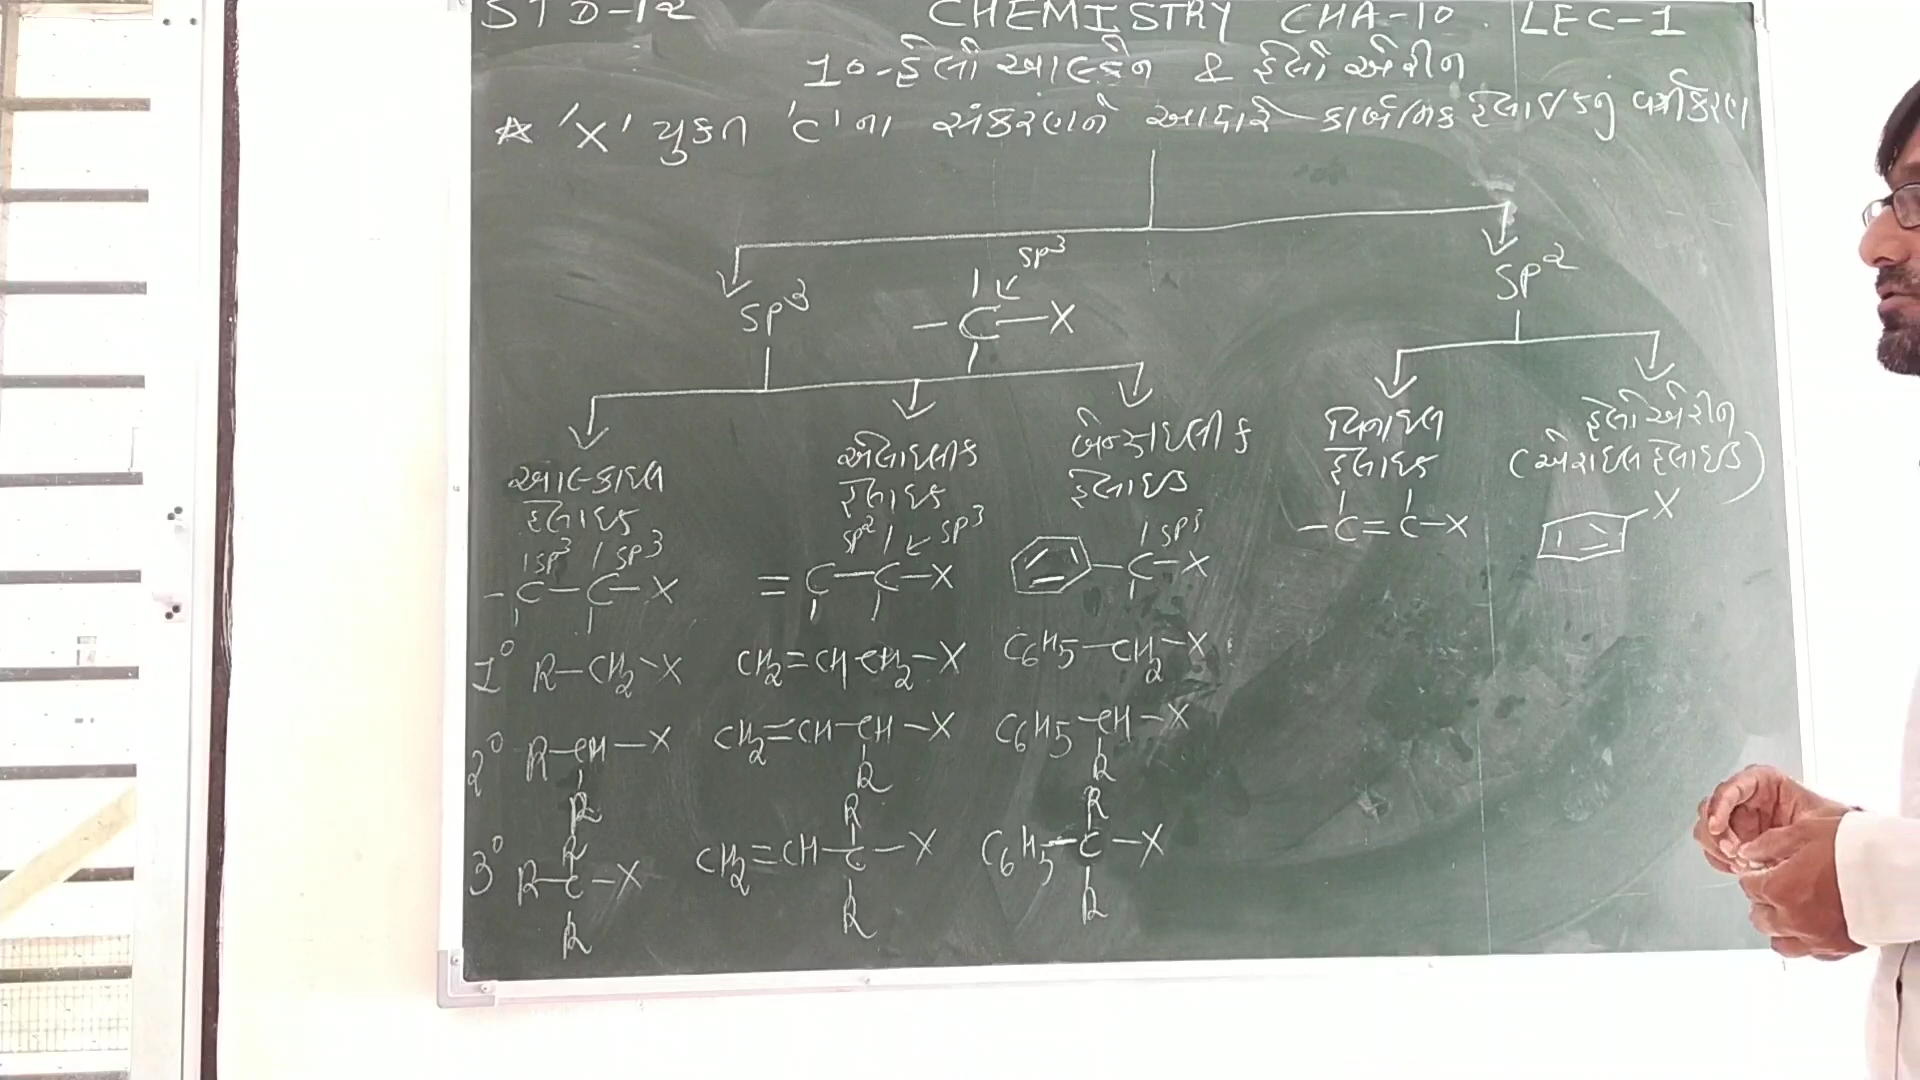 STD-12 CHEMISTRY CHA-10. LEC-1
10-હેલો આલ્કેન & હેલો એરીન
* 'X' યુક્ત 'C' ના સંકરણને આધારે કાર્બનિક હેલાઇડનું વર્ગીકરણ
sp³
sp³ sp²
-C-X
આલ્કાઇલ હેલાઇડ
એલાઇલીક હેલાઇડ
બેન્ઝાઇલીક હેલાઇડ
વિનાઇલ હેલાઇડ
હેલો એરીન
(એરાઇલ હેલાઇડ)
sp³ sp³ sp² sp³ sp³
-C=C-X X
-C-C-X =C-C-X -C-X
1° R-CH₂-X CH₂=CH-CH₂-X C₆H₅-CH₂-X
2° R-CH-X CH₂=CH-CH-X C₆H₅-CH-X
R R R
R R R
3° R-C-X CH₂=CH-C-X C₆H₅-C-X
R R R